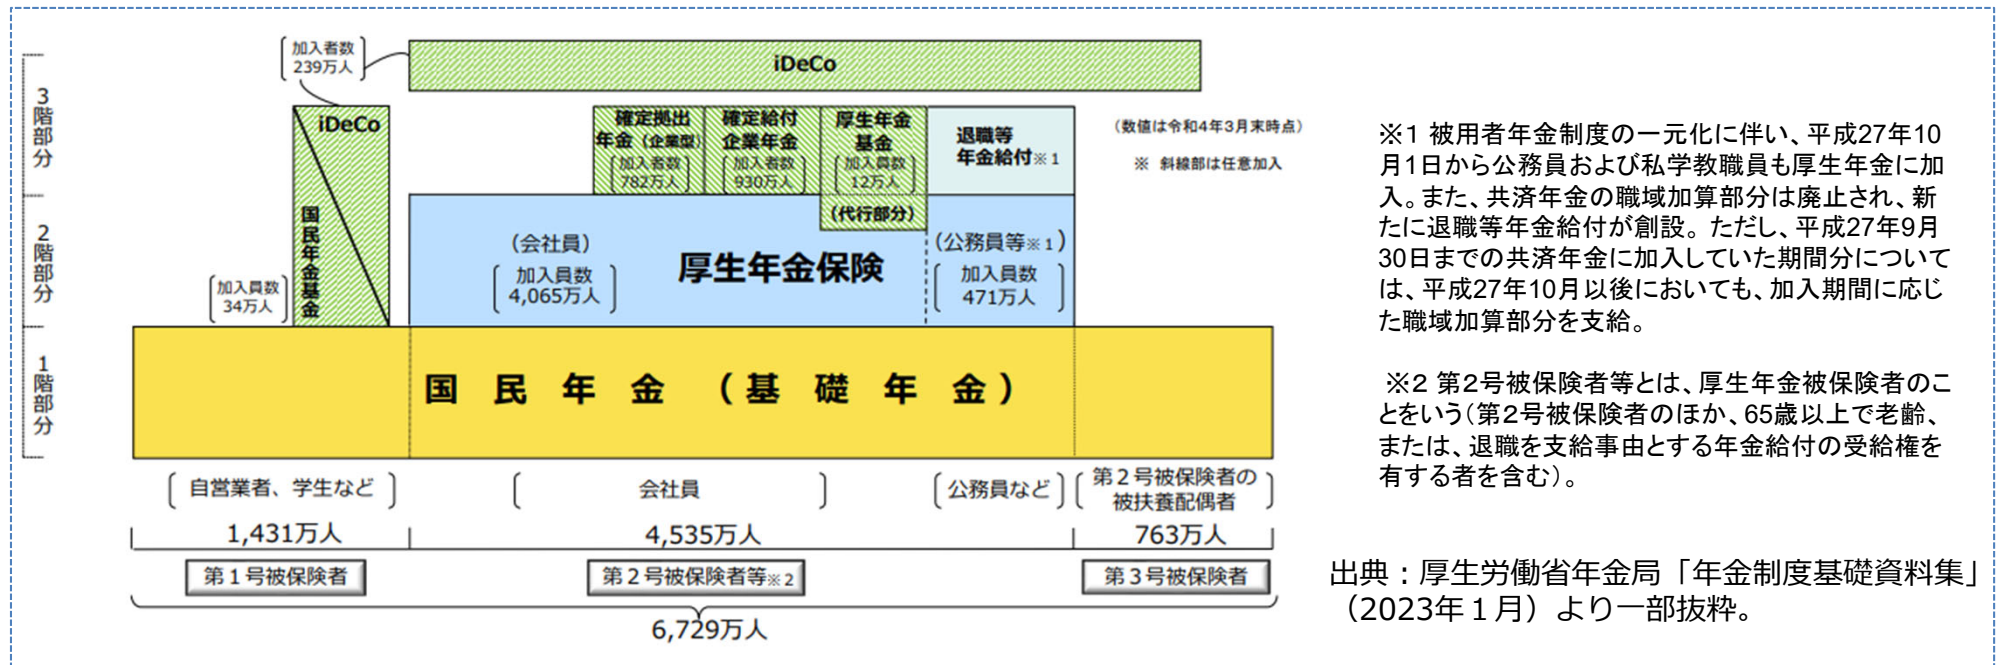 3階部分
2階部分
1階部分
加入者数
239万人
iDeCo
iDeCo
国民年金基金
加入員数
34万人
確定拠出
年金（企業型）
加入者数
782万人
確定給付
企業年金
加入者数
930万人
厚生年金
基金
加入員数
12万人
（代行部分）
退職等
年金給付※１
（数値は令和4年3月末時点）
※ 斜線部は任意加入
（会社員）
加入員数
4,065万人
厚生年金保険
（公務員等※１）
加入員数
471万人
国 民 年 金 （ 基 礎 年 金 ）
自営業者、学生など
会社員
公務員など
第２号被保険者の
被扶養配偶者
1,431万人
4,535万人
763万人
第１号被保険者
第２号被保険者等※２
第３号被保険者
6,729万人
※１ 被用者年金制度の一元化に伴い、平成27年10
月1日から公務員および私学教職員も厚生年金に加
入。また、共済年金の職域加算部分は廃止され、新
たに退職等年金給付が創設。ただし、平成27年9月
30日までの共済年金に加入していた期間分について
は、平成27年10月以後においても、加入期間に応じ
た職域加算部分を支給。
※２ 第２号被保険者等とは、厚生年金被保険者のこ
とをいう（第２号被保険者のほか、65歳以上で老齢、
または、退職を支給事由とする年金給付の受給権を
有する者を含む）。
出典：厚生労働省年金局「年金制度基礎資料集」
（2023年１月）より一部抜粋。